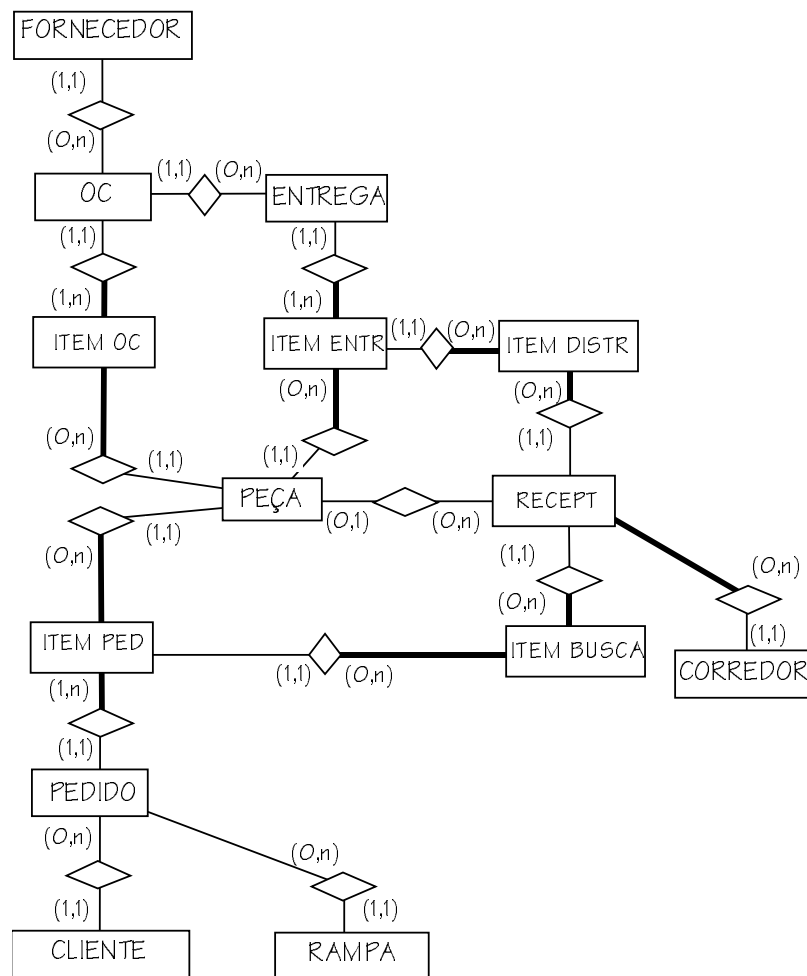 FORNECEDOR
(1,1)
(0,n)
OC
(1,1)
(0,n)
ENTREGA
(1,1)
(1,1)
(1,n)
(1,n)
ITEM OC
ITEM ENTR
(1,1)
(0,n)
ITEM DISTR
(0,n)
(0,n)
(0,n)
(1,1)
(1,1)
(1,1)
PEÇA
(0,1)
(0,n)
RECEPT
(1,1)
(0,n)
(1,1)
(0,n)
(0,n)
ITEM PED
(1,1)
(0,n)
ITEM BUSCA
(1,1)
CORREDOR
(1,n)
(1,1)
PEDIDO
(0,n)
(0,n)
(1,1)
(1,1)
CLIENTE
RAMPA